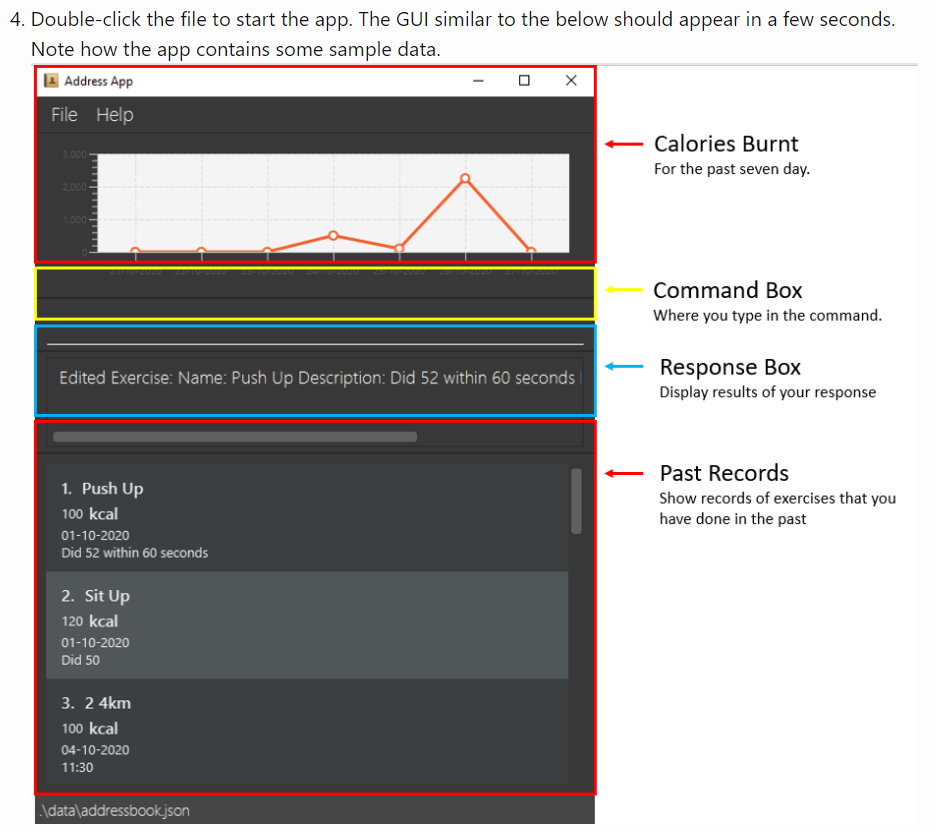 4. Double-click the file to start the app. The GUI similar to the below should appear in a few seconds.
Note how the app contains some sample data.
Address App
File Help
3,000
2,000
1,000
0
Calories Burnt
For the past seven day.
Command Box
Where you type in the command.
Edited Exercise: Name: Push Up Description: Did 52 within 60 seconds
Response Box
Display results of your response
Past Records
Show records of exercises that you
have done in the past
1. Push Up
100 kcal
01-10-2020
Did 52 within 60 seconds
2. Sit Up
120 kcal
01-10-2020
Did 50
3. 2 4km
100 kcal
04-10-2020
11:30
.\data\addressbook.json